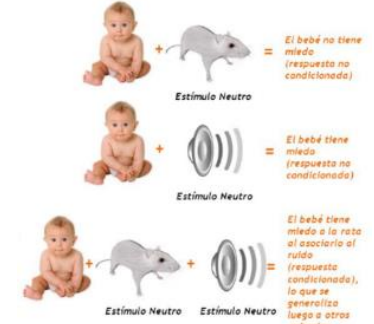 El bebé no tiene
miedo
(respuesta no
condicionada)
+
=
Estímulo Neutro
El bebé tiene
miedo
(respuesta no
condicionada)
+
=
Estímulo Neutro
El bebé tiene
miedo a la rata
al asociarlo al
ruido
(respuesta
condicionada),
lo que se
generaliza
luego a otros
+
+
=
Estímulo Neutro
Estímulo Neutro